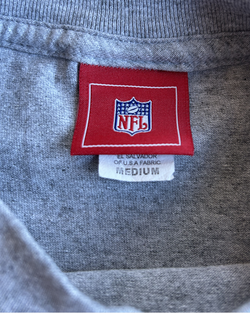 NFL
EL SALVADOR
OF U.S.A FABRIC
MEDIUM